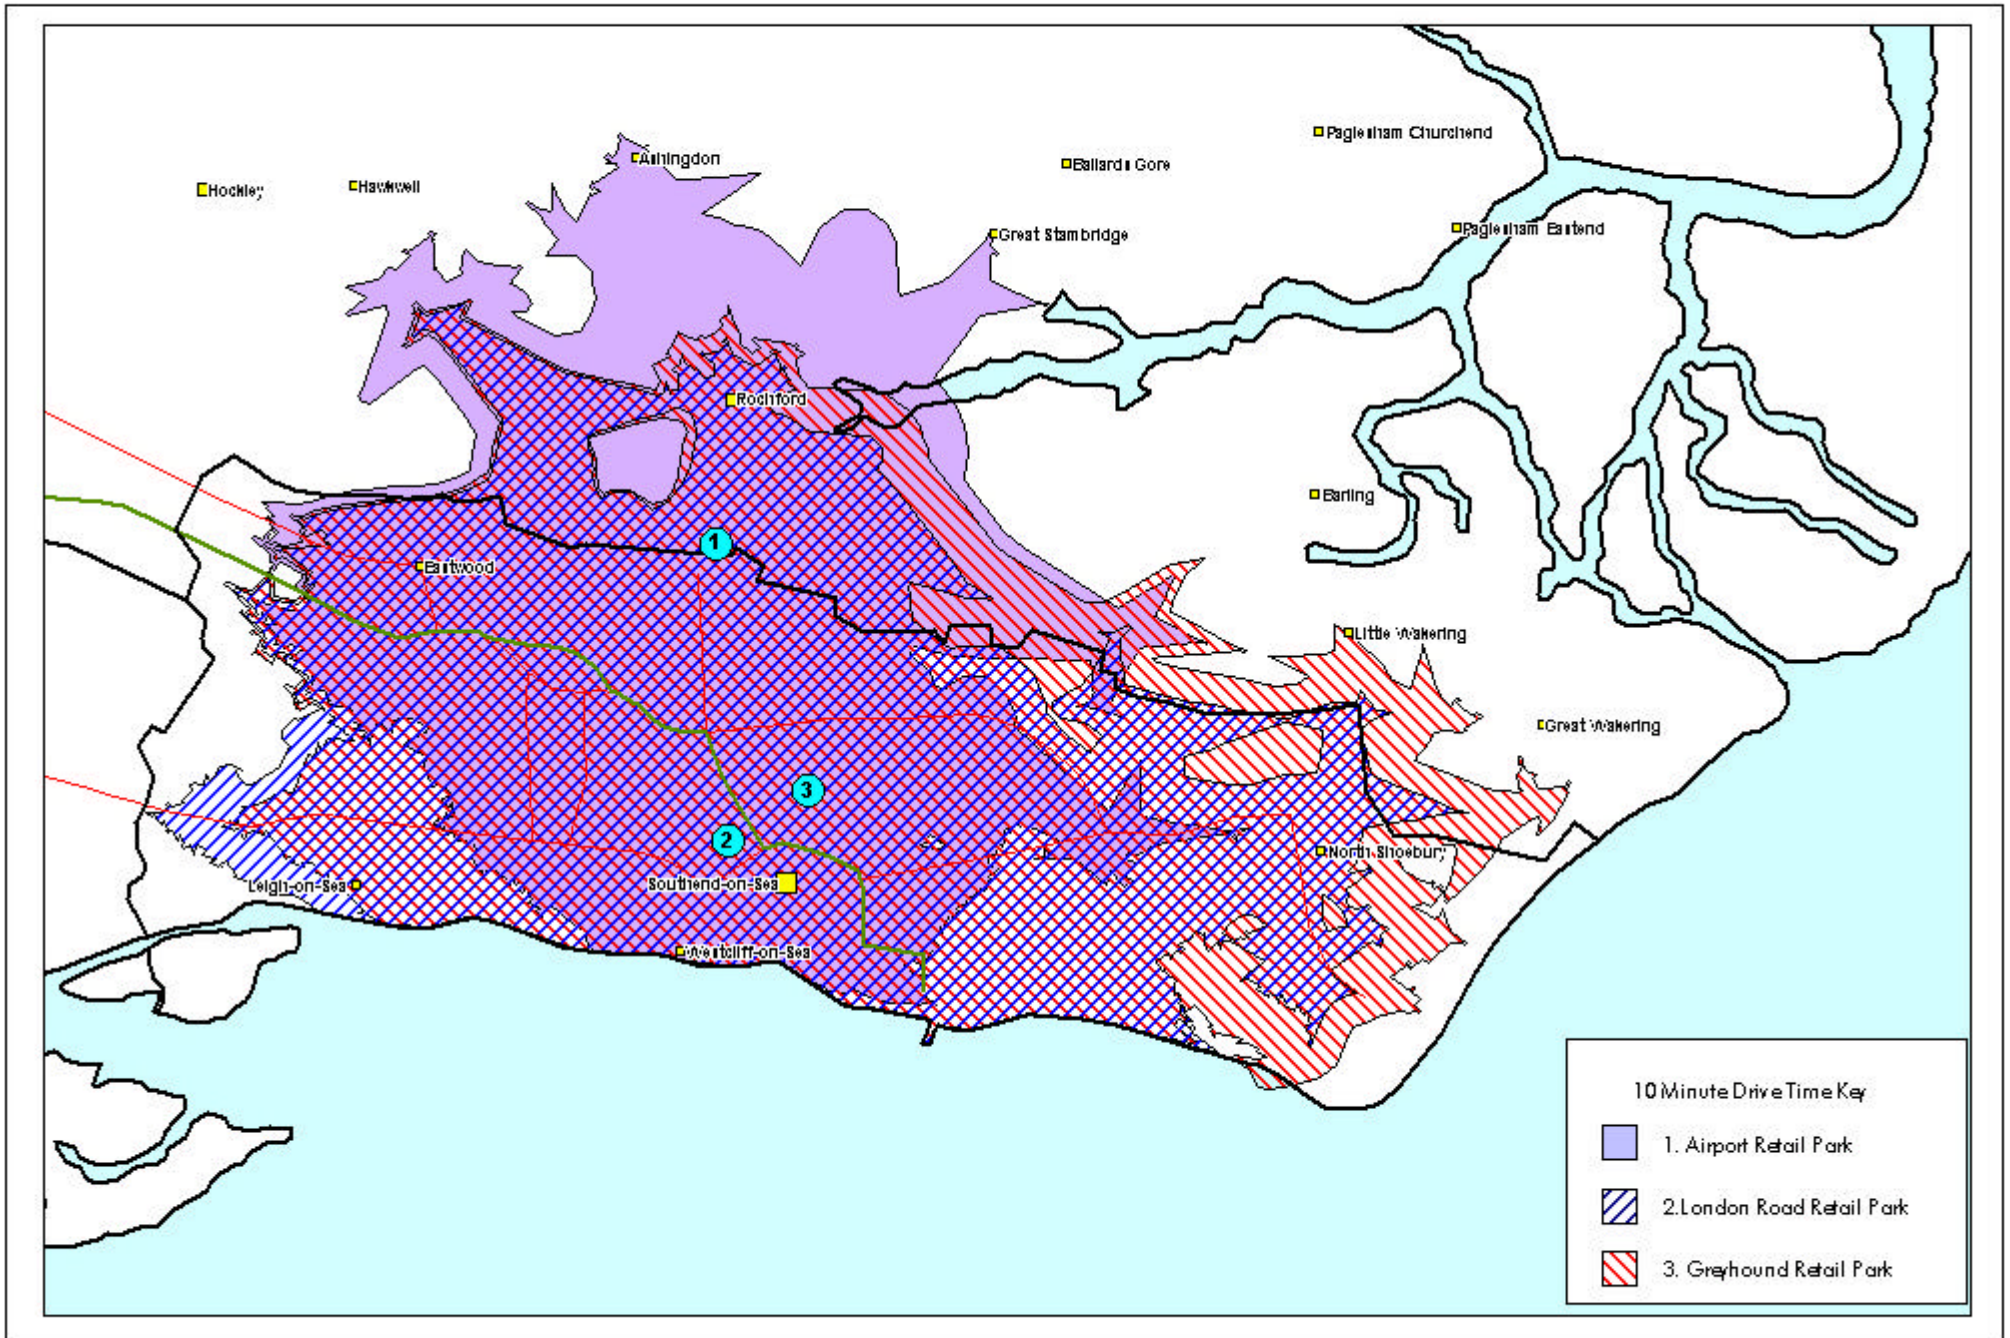 Paglesham Churchend
Ashingdon
Ballards Gore
Hockley
Hawkwell
Great Stambridge
Paglesham Eastend
Rochford
Barling
1
Eastwood
Little Wakering
Great Wakering
3
2
North Shoebury
Leigh-on-Sea
Southend-on-Sea
Westcliff-on-Sea
10 Minute Drive Time Key
1. Airport Retail Park
2.London Road Retail Park
3. Greyhound Retail Park